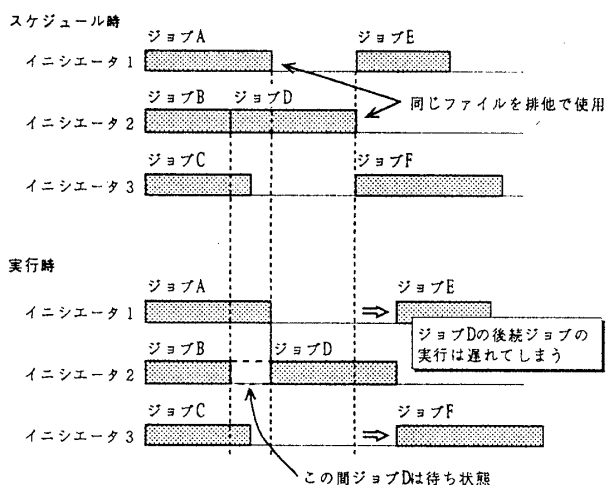 スケジュール時
ジョブA
ジョブE
イニシエータ1
同じファイルを排他で使用
ジョブB
ジョブD
イニシエータ2
ジョブC
ジョブF
イニシエータ3
実行時
ジョブA
ジョブE
イニシエータ1
ジョブDの後続ジョブの
実行は遅れてしまう
ジョブB
ジョブD
イニシエータ2
ジョブC
ジョブF
イニシエータ3
この間ジョブDは待ち状態